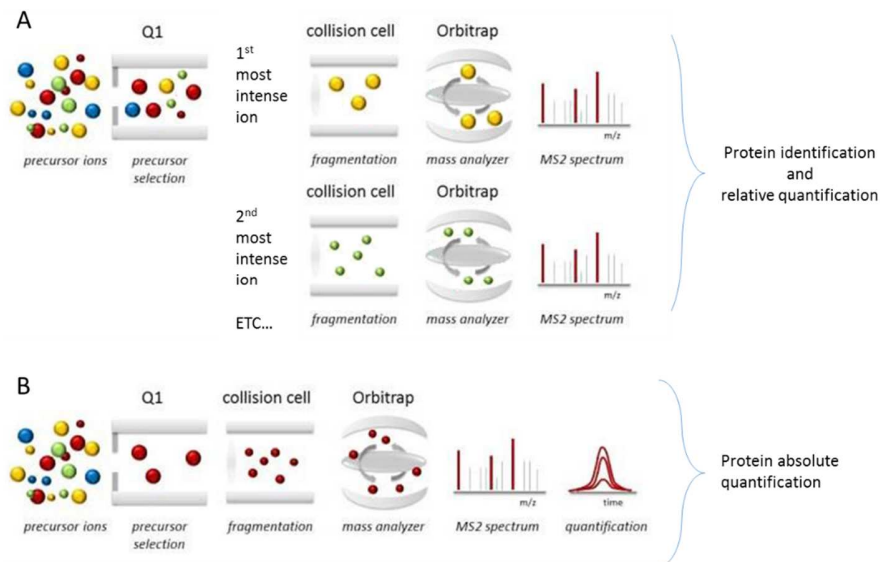 A
Q1
1st
most
intense
ion
collision cell
Orbitrap
precursor ions
precursor
selection
fragmentation
mass analyzer
m/z
MS2 spectrum
2nd
most
intense
ion
ETC...
collision cell
Orbitrap
fragmentation
mass analyzer
m/z
MS2 spectrum
Protein identification
and
relative quantification
B
Q1
collision cell
Orbitrap
precursor ions
precursor
selection
fragmentation
mass analyzer
m/z
MS2 spectrum
time
quantification
Protein absolute
quantification